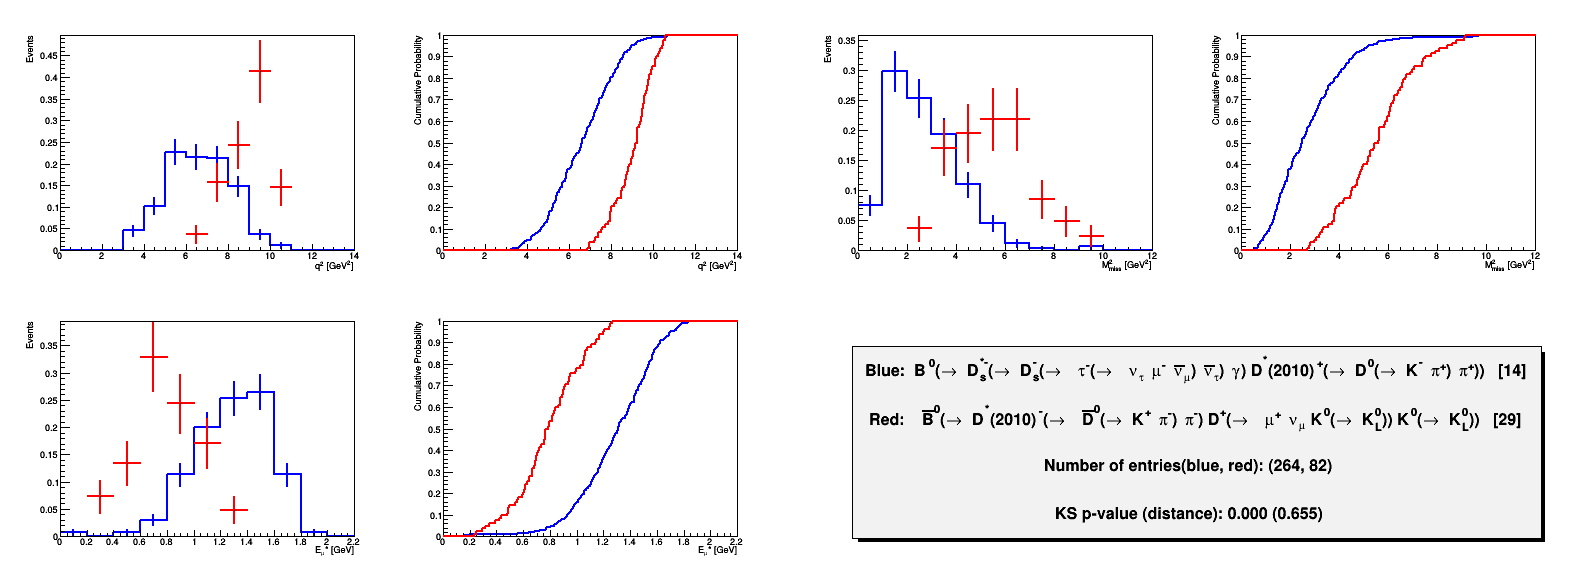 Events
0.45
0.4
0.35
0.3
0.25
0.2
0.15
0.1
0.05
0
0 2 4 6 8 10 12 14
q² [GeV²]
Cumulative Probability
1
0.9
0.8
0.7
0.6
0.5
0.4
0.3
0.2
0.1
0
0 2 4 6 8 10 12 14
q² [GeV²]
Events
0.35
0.3
0.25
0.2
0.15
0.1
0.05
0
0 2 4 6 8 10 12
M²miss [GeV²]
Cumulative Probability
1
0.9
0.8
0.7
0.6
0.5
0.4
0.3
0.2
0.1
0
0 2 4 6 8 10 12
M²miss [GeV²]
Events
0.35
0.3
0.25
0.2
0.15
0.1
0.05
0
0 0.2 0.4 0.6 0.8 1 1.2 1.4 1.6 1.8 2 2.2
Eμ* [GeV]
Cumulative Probability
1
0.9
0.8
0.7
0.6
0.5
0.4
0.3
0.2
0.1
0
0 0.2 0.4 0.6 0.8 1 1.2 1.4 1.6 1.8 2 2.2
Eμ* [GeV]
Blue: B⁰(→ Ds*⁻(→ Ds⁻(→ τ⁻(→ ντ μ⁻ ν̅μ) ν̅τ) γ) D*(2010)⁺(→ D⁰(→ K⁻ π⁺) π⁺)) [14]
Red: B̅⁰(→ D*(2010)⁻(→ D̅⁰(→ K⁺ π⁻) π⁻) D⁺(→ μ⁺ νμ K⁰(→ K⁰L)) K⁰(→ K⁰L)) [29]
Number of entries(blue, red): (264, 82)
KS p-value (distance): 0.000 (0.655)